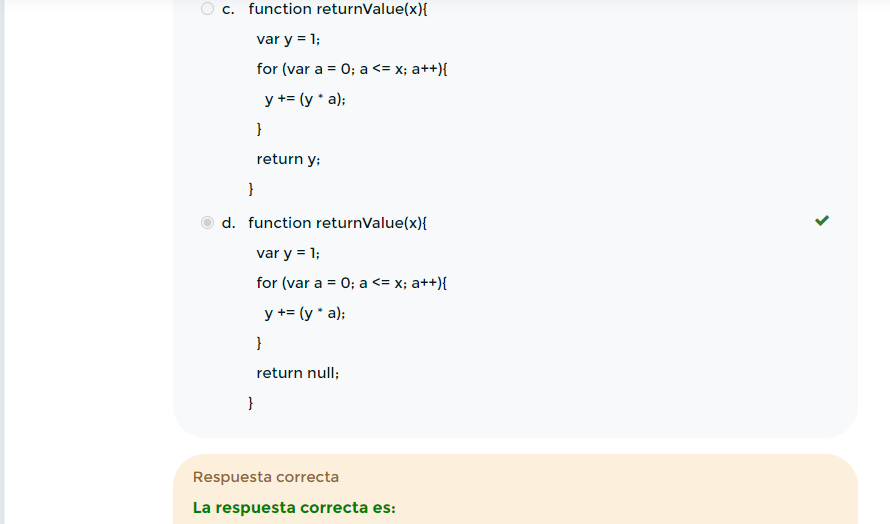 c. function returnValue(x){
var y = 1;
for (var a = 0; a <= x; a++){
y += (y * a);
}
return y;
}
d. function returnValue(x){
var y = 1;
for (var a = 0; a <= x; a++){
y += (y * a);
}
return null;
}
Respuesta correcta
La respuesta correcta es: